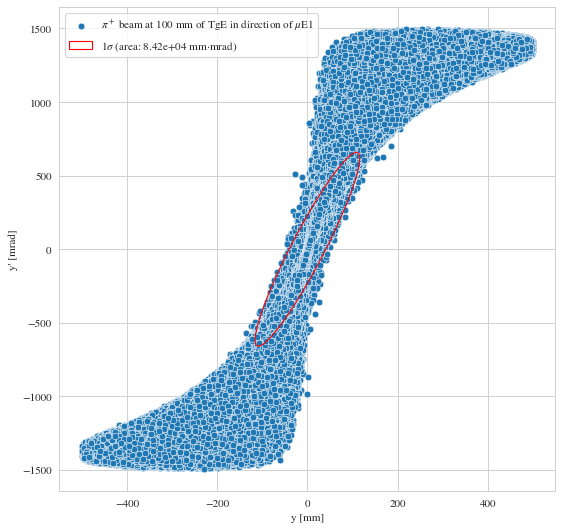 π⁺ beam at 100 mm of TgE in direction of μE1
1σ (area: 8.42e+04 mm·mrad)
1500
1000
500
0
−500
−1000
−1500
y' [mrad]
−400 −200 0 200 400
y [mm]